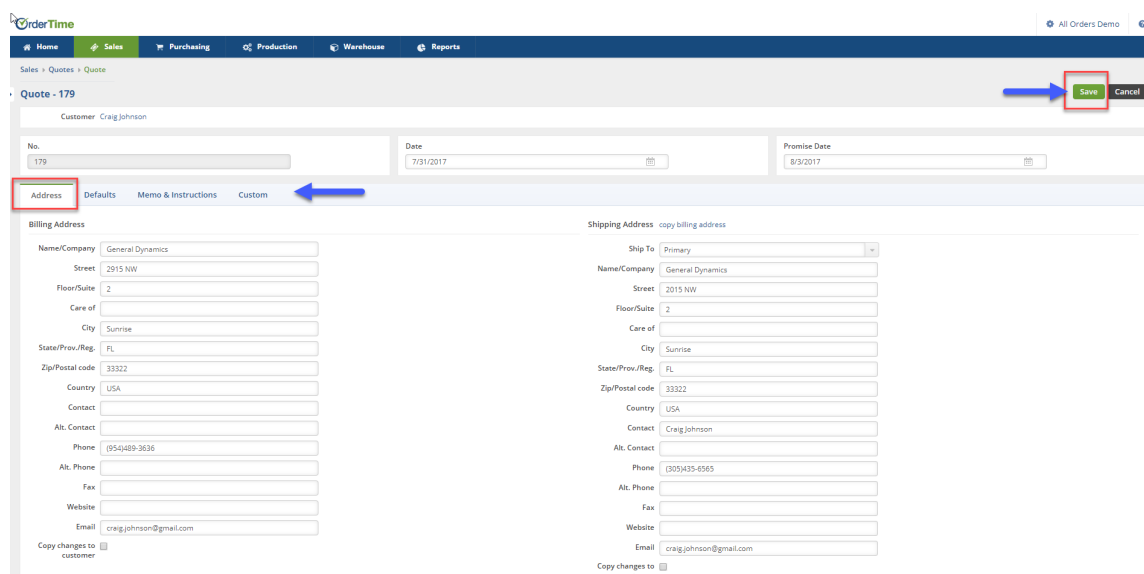 OrderTime
All Orders Demo
Home Sales Purchasing Production Warehouse Reports
Sales Quotes Quote
Quote - 179
Save Cancel
Customer Craig Johnson
No. Date Promise Date
179 7/31/2017 8/3/2017
Address Defaults Memo & Instructions Custom
Billing Address
Name/Company General Dynamics
Street 2915 NW
Floor/Suite 2
Care of
City Sunrise
State/Prov./Reg. FL
Zip/Postal code 33322
Country USA
Contact
Alt. Contact
Phone (954)489-3636
Alt. Phone
Fax
Website
Email craig.johnson@gmail.com
Copy changes to
customer
Shipping Address copy billing address
Ship To Primary
Name/Company General Dynamics
Street 2015 NW
Floor/Suite 2
Care of
City Sunrise
State/Prov./Reg. FL
Zip/Postal code 33322
Country USA
Contact Craig Johnson
Alt. Contact
Phone (305)435-6565
Alt. Phone
Fax
Website
Email craig.johnson@gmail.com
Copy changes to